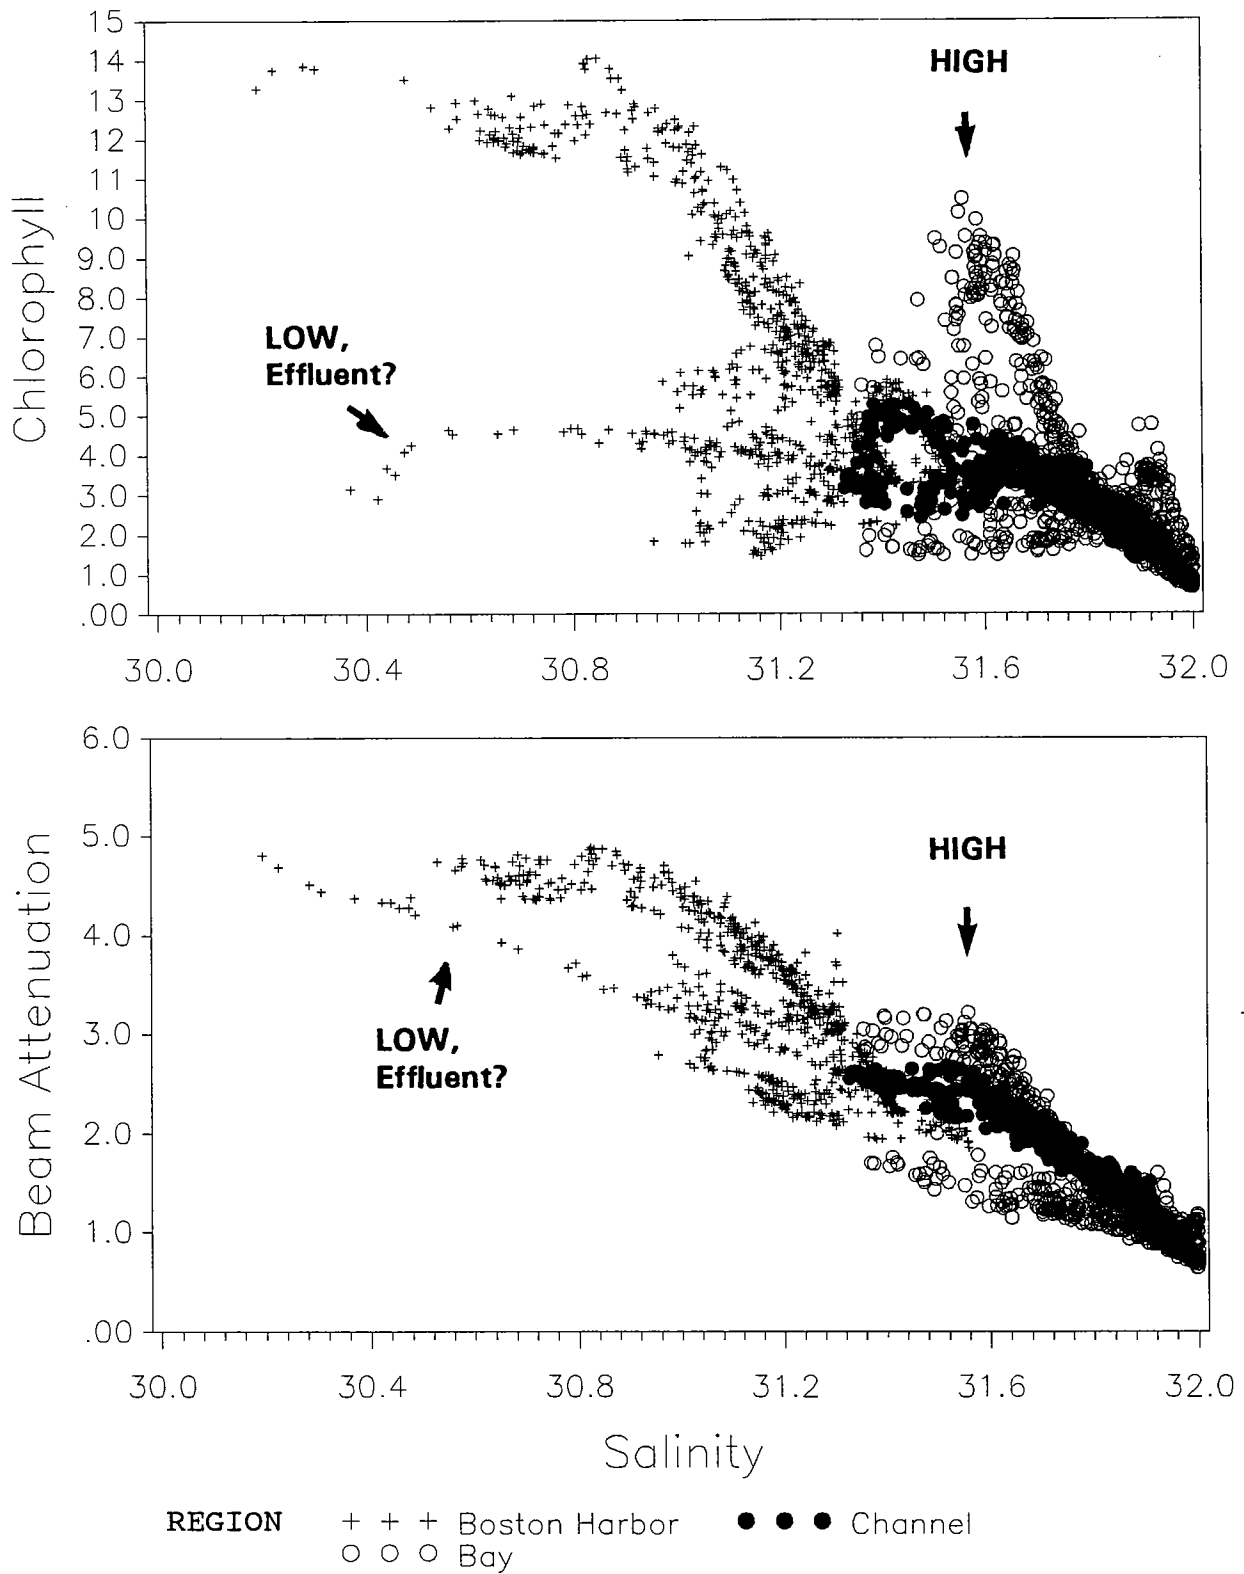 Chlorophyll
15
14
13
12
11
10
9.0
8.0
7.0
6.0
5.0
4.0
3.0
2.0
1.0
.00
HIGH
LOW,
Effluent?
30.0 30.4 30.8 31.2 31.6 32.0
Beam Attenuation
6.0
5.0
4.0
3.0
2.0
1.0
.00
HIGH
LOW,
Effluent?
30.0 30.4 30.8 31.2 31.6 32.0
Salinity
REGION Boston Harbor Channel
Bay